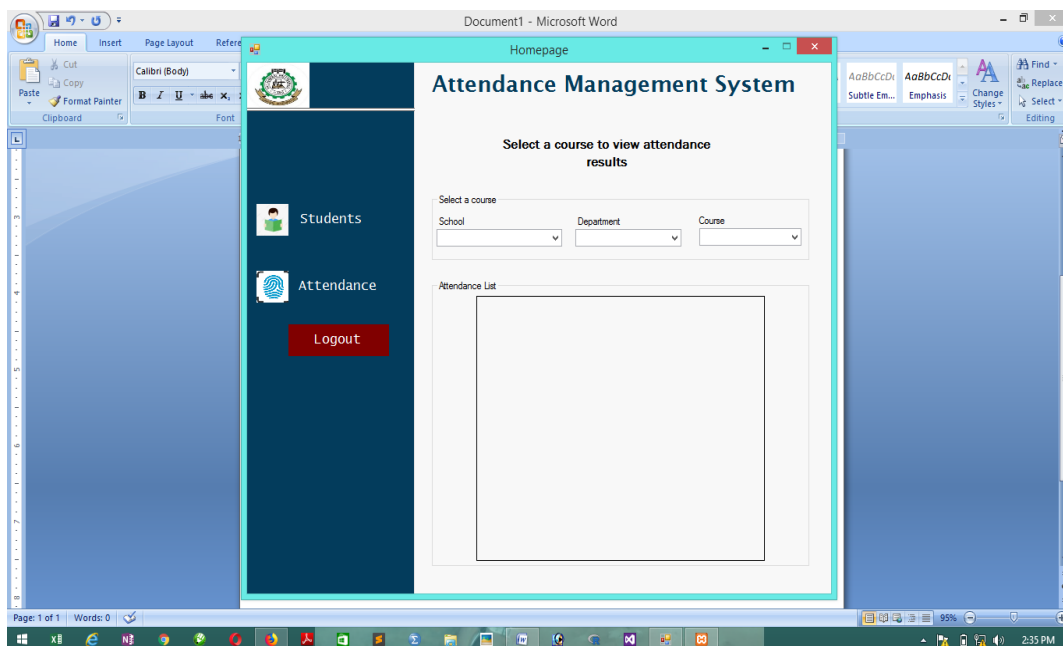 Document1 - Microsoft Word
Home Insert Page Layout Refere
Cut
Copy
Format Painter
Paste
Clipboard
Calibri (Body)
B I U abc x,
Font
AaBbCcDc AaBbCcDc
Subtle Em... Emphasis
Change
Styles
Find
Replace
Select
Editing
Homepage
Attendance Management System
Select a course to view attendance
results
Students
Attendance
Logout
Select a course
School Department Course
Attendance List
Page: 1 of 1 Words: 0
95%
2:35 PM